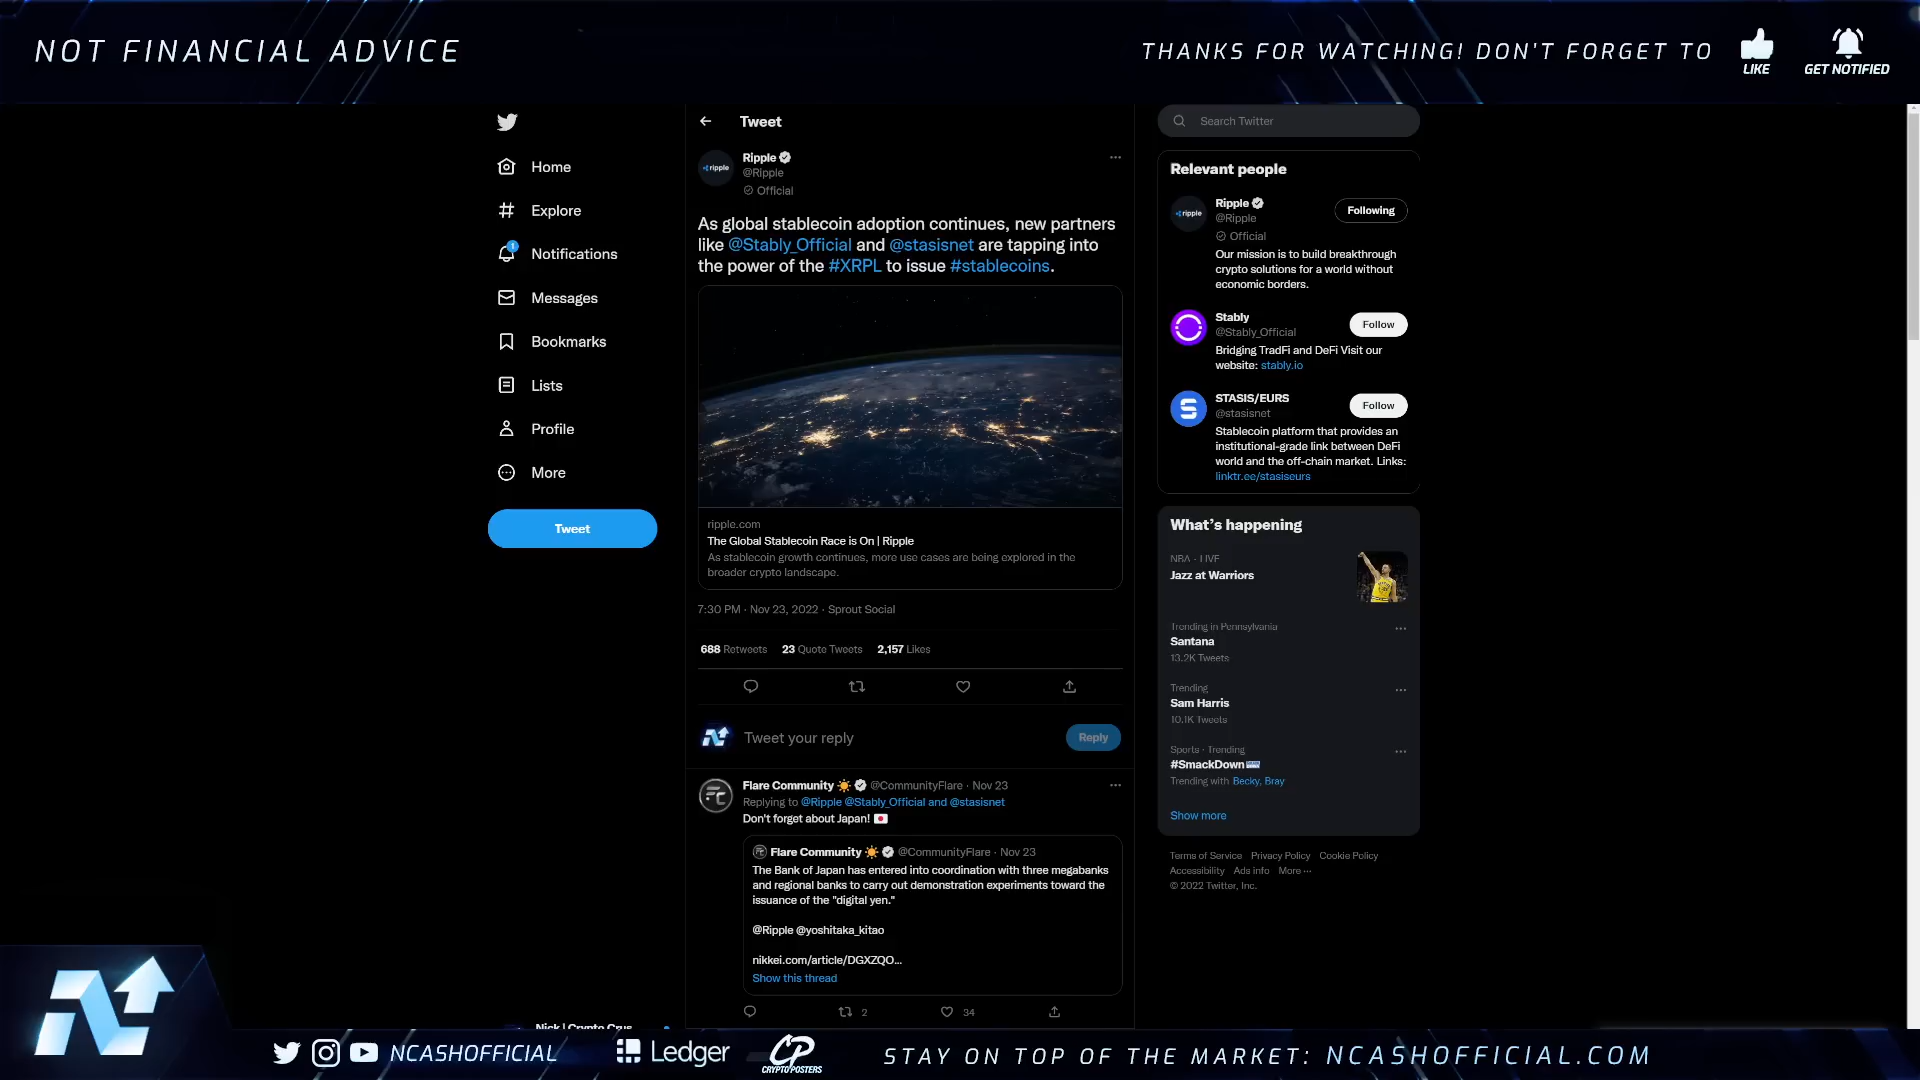 NOT FINANCIAL ADVICE
THANKS FOR WATCHING! DON'T FORGET TO
LIKE
GET NOTIFIED
Home
Explore
1
Notifications
Messages
Bookmarks
Lists
Profile
More
Tweet
Tweet
ripple
Ripple
@Ripple
Official
As global stablecoin adoption continues, new partners
like @Stably_Official and @stasisnet are tapping into
the power of the #XRPL to issue #stablecoins.
ripple.com
The Global Stablecoin Race is On | Ripple
As stablecoin growth continues, more use cases are being explored in the
broader crypto landscape.
7:30 PM · Nov 23, 2022 · Sprout Social
688 Retweets 23 Quote Tweets 2,157 Likes
Tweet your reply
Reply
Flare Community @CommunityFlare · Nov 23
Replying to @Ripple @Stably_Official and @stasisnet
Don't forget about Japan!
Flare Community @CommunityFlare · Nov 23
The Bank of Japan has entered into coordination with three megabanks
and regional banks to carry out demonstration experiments toward the
issuance of the "digital yen."
@Ripple @yoshitaka_kitao
nikkei.com/article/DGXZQO...
Show this thread
2
34
Search Twitter
Relevant people
ripple
Ripple
@Ripple
Official
Following
Our mission is to build breakthrough
crypto solutions for a world without
economic borders.
Stably
@Stably_Official
Follow
Bridging TradFi and DeFi Visit our
website: stably.io
STASIS/EURS
@stasisnet
Follow
Stablecoin platform that provides an
institutional-grade link between DeFi
world and the off-chain market. Links:
linktr.ee/stasiseurs
What's happening
NBA · LIVE
Jazz at Warriors
Trending in Pennsylvania
Santana
13.2K Tweets
Trending
Sam Harris
10.1K Tweets
Sports · Trending
#SmackDown
Trending with Becky, Bray
Show more
Terms of Service Privacy Policy Cookie Policy
Accessibility Ads info More ...
© 2022 Twitter, Inc.
Nick | Crypto Crus
NCASHOFFICIAL
Ledger
CP
CRYPTO POSTERS
STAY ON TOP OF THE MARKET: NCASHOFFICIAL.COM